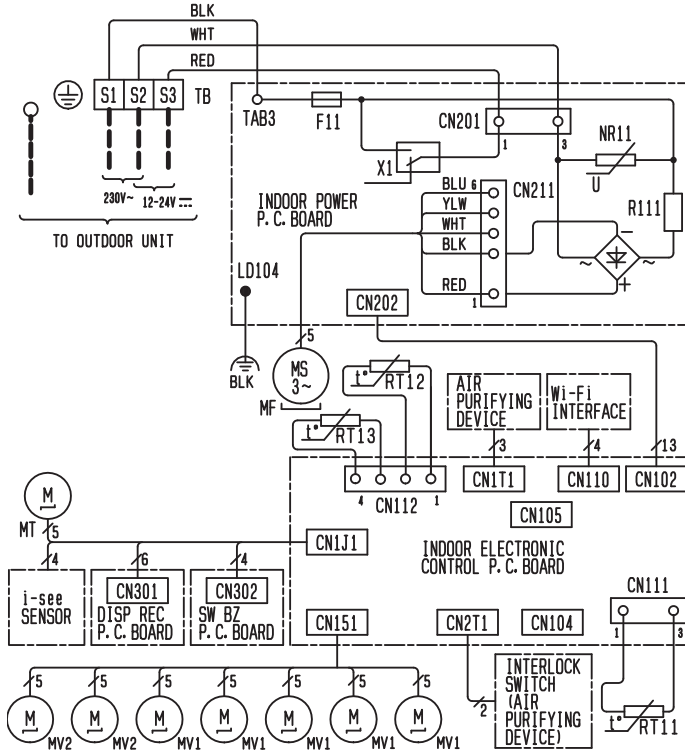 BLK
WHT
RED
S1 S2 S3 TB
TAB3
F11
CN201
1
3
NR11
U
X1
230V~
12-24V
TO OUTDOOR UNIT
INDOOR POWER
P.C.BOARD
BLU 6
YLW
WHT
BLK
RED
1
CN211
R111
−
~ ~
+
LD104
BLK
CN202
5
MS
3~
MF
t°
RT12
t°
RT13
AIR
PURIFYING
DEVICE
3
Wi-Fi
INTERFACE
4
13
4
1
CN112
CN1T1
CN110
CN102
CN105
INDOOR ELECTRONIC
CONTROL P.C.BOARD
M
MT
5
4
6
4
CN1J1
i-see
SENSOR
CN301
DISP REC
P.C.BOARD
CN302
SW BZ
P.C.BOARD
CN151
CN2T1
CN104
CN111
1
3
2
INTERLOCK
SWITCH
(AIR
PURIFYING
DEVICE)
t°
RT11
5 5 5 5 5 5 5
M M M M M M M
MV2 MV2 MV1 MV1 MV1 MV1 MV1